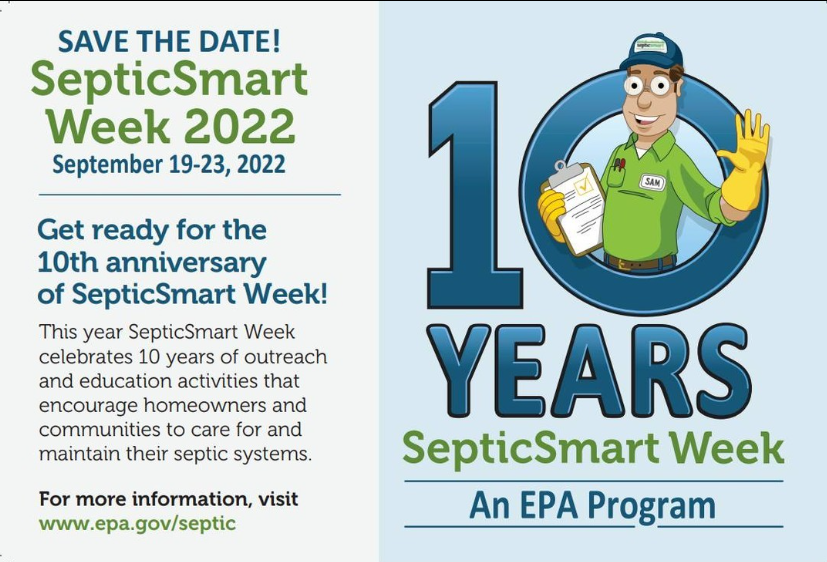 SAVE THE DATE!
SepticSmart
Week 2022
September 19-23, 2022
Get ready for the
10th anniversary
of SepticSmart Week!
This year SepticSmart Week
celebrates 10 years of outreach
and education activities that
encourage homeowners and
communities to care for and
maintain their septic systems.
For more information, visit
www.epa.gov/septic
10
SepticSmart
SAM
YEARS
SepticSmart Week
An EPA Program